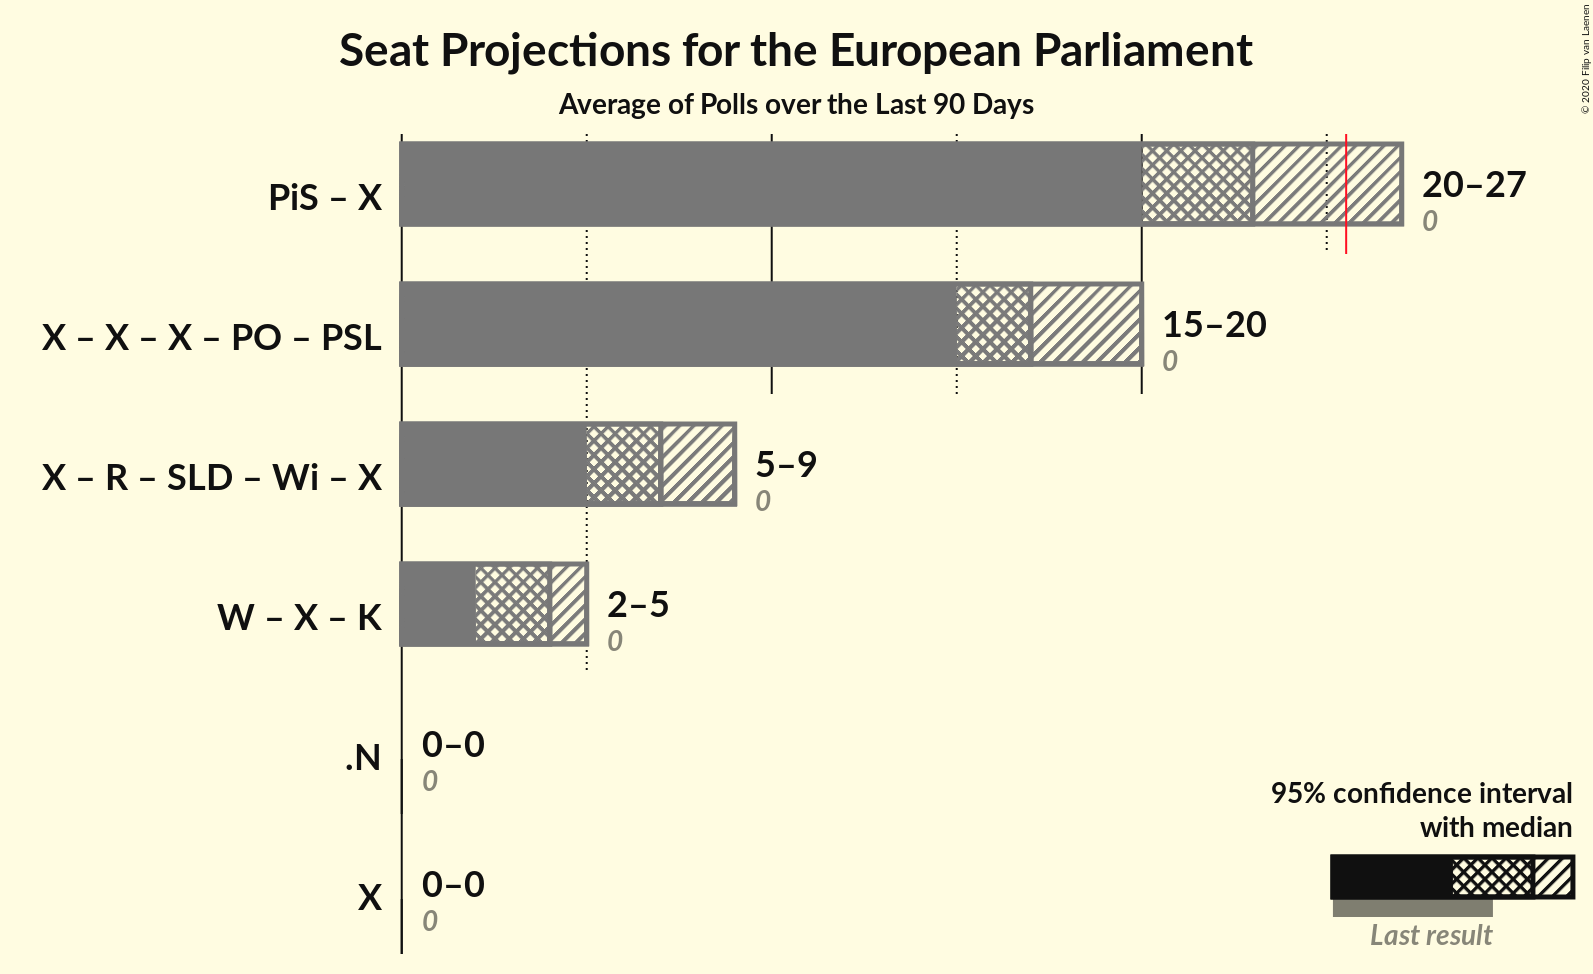 Seat Projections for the European Parliament
Average of Polls over the Last 90 Days
© 2020 Filip van Laenen
PiS – X
20–27
0
X – X – X – PO – PSL
15–20
0
X – R – SLD – Wi – X
5–9
0
W – X – K
2–5
0
.N
0–0
0
X
0–0
0
95% confidence interval
with median
Last result